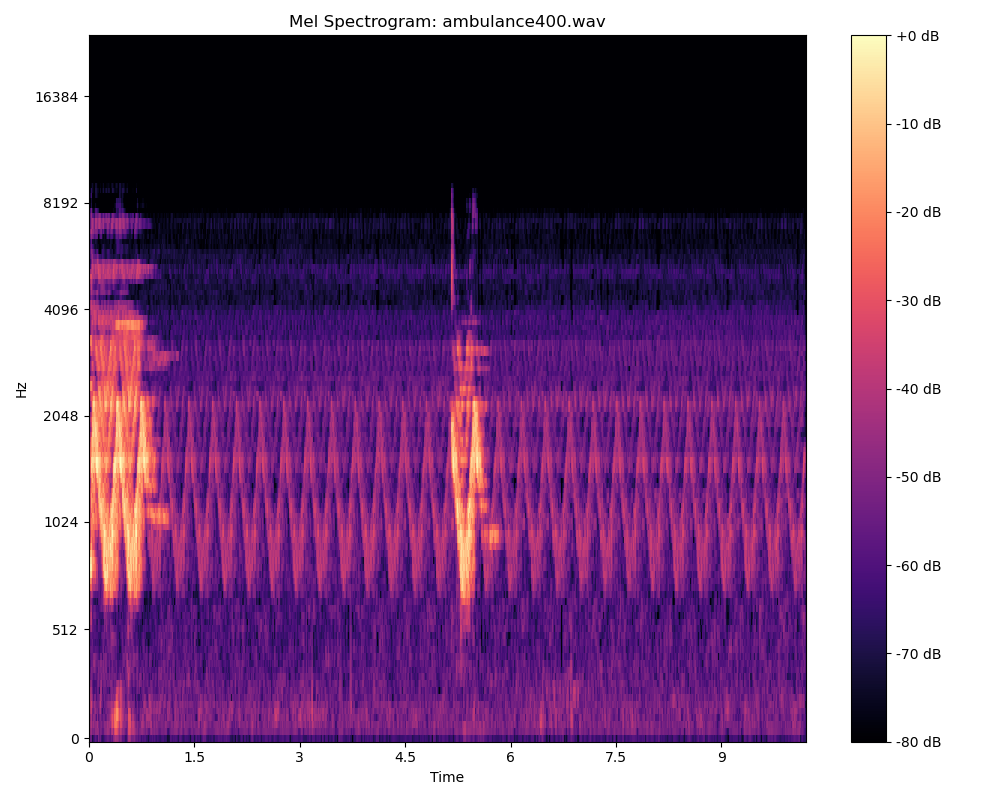 Mel Spectrogram: ambulance400.wav
+0 dB
-10 dB
-20 dB
-30 dB
-40 dB
-50 dB
-60 dB
-70 dB
-80 dB
Hz
16384
8192
4096
2048
1024
512
0
0 1.5 3 4.5 6 7.5 9
Time